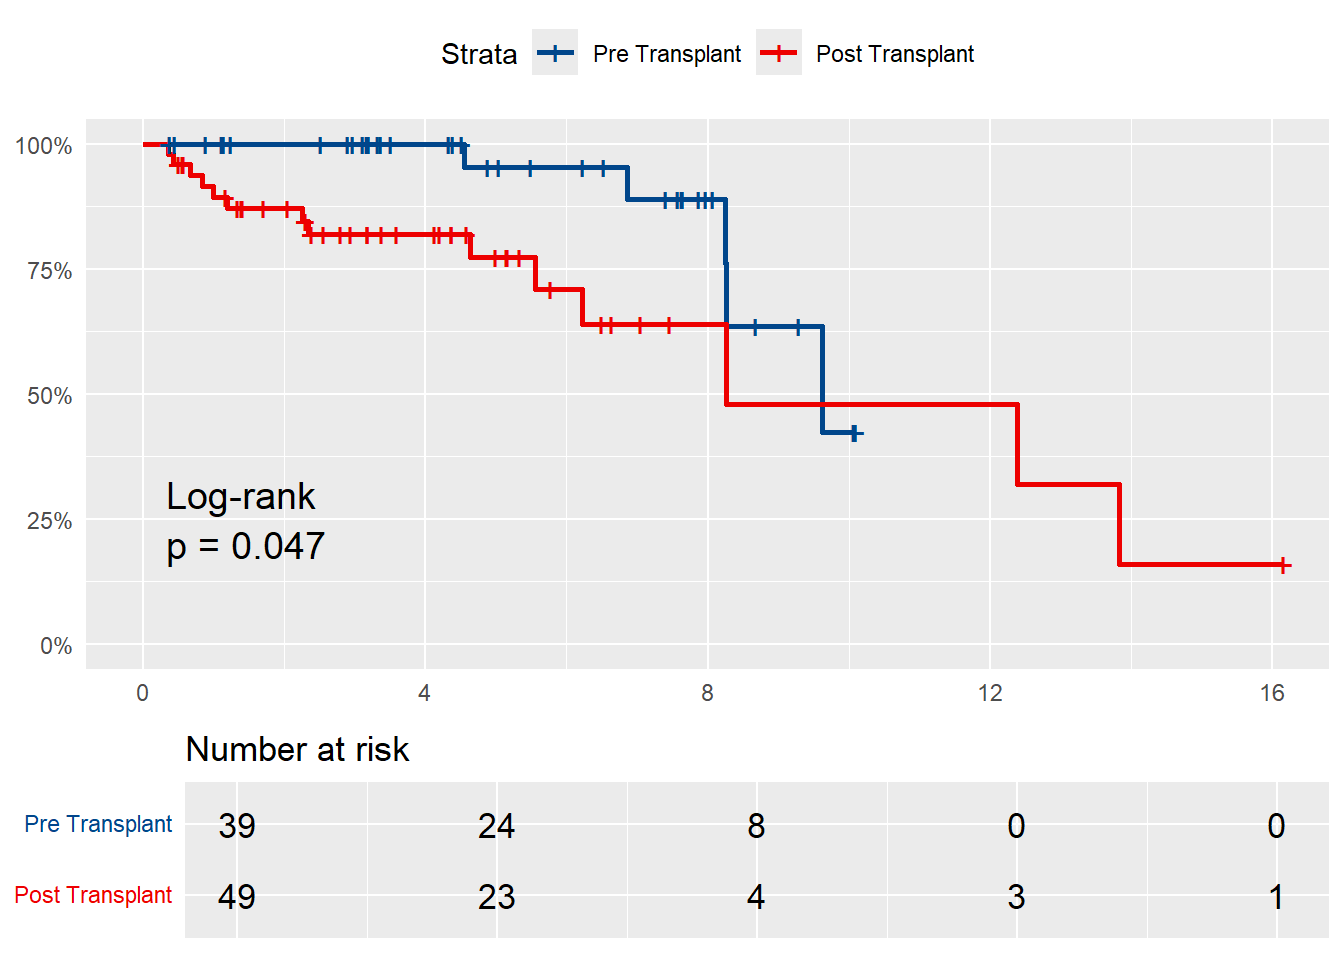 Strata Pre Transplant Post Transplant
100%
75%
50%
25%
0%
Log-rank
p = 0.047
0 4 8 12 16
Number at risk
Pre Transplant 39 24 8 0 0
Post Transplant 49 23 4 3 1